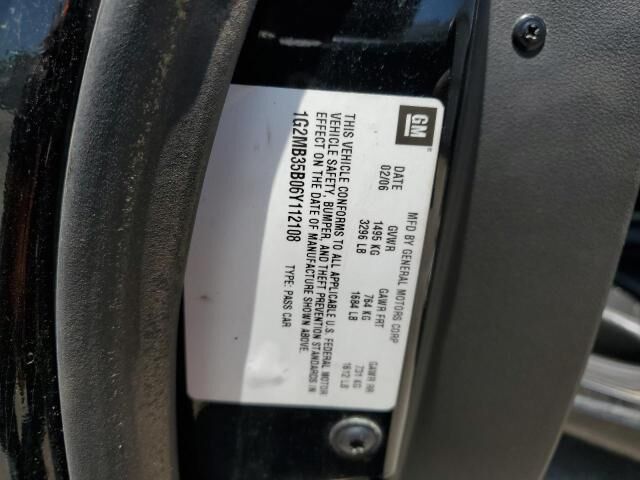 GM
MFD BY GENERAL MOTORS CORP
DATE GVWR GAWR FRT GAWR RR
02/06 1495 KG 764 KG 731 KG
3296 LB 1684 LB 1612 LB
THIS VEHICLE CONFORMS TO ALL APPLICABLE U.S. FEDERAL MOTOR
VEHICLE SAFETY, BUMPER, AND THEFT PREVENTION STANDARDS IN
EFFECT ON THE DATE OF MANUFACTURE SHOWN ABOVE.
1G2MB35B06Y112108 TYPE: PASS CAR